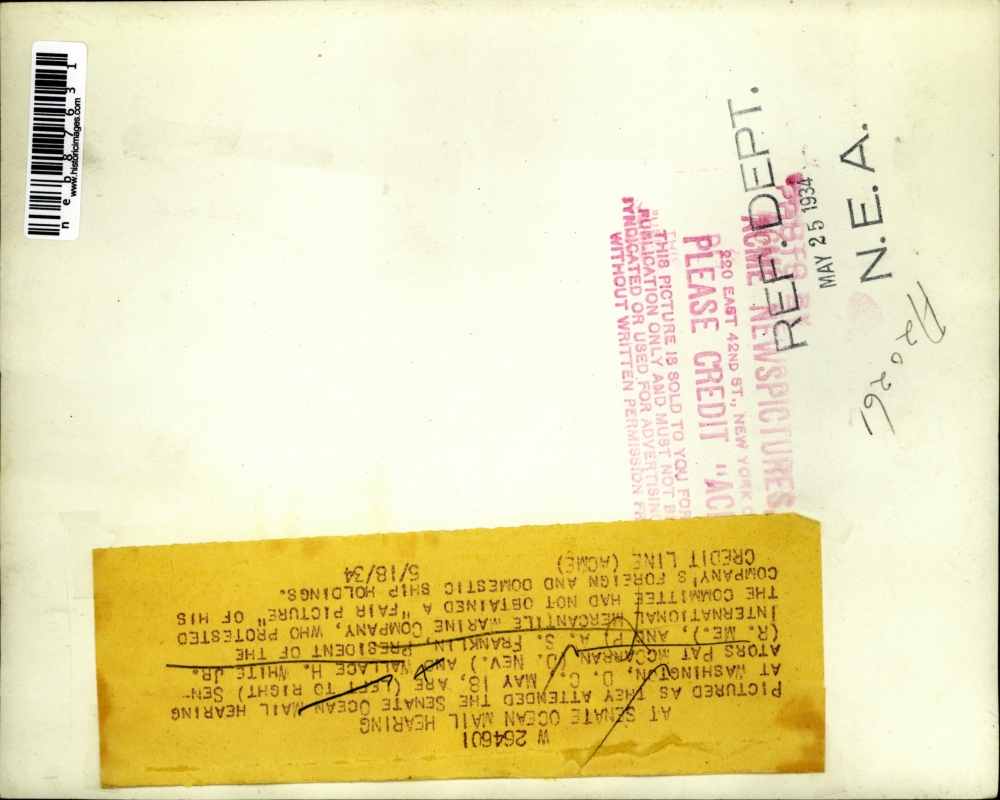 neb87631
www.historicimages.com
REF. DEPT.
MAY 25 1934
N.E.A.
ACME NEWSPICTURES
220 EAST 42ND ST., NEW YORK
PLEASE CREDIT "AC
THIS PICTURE IS SOLD TO YOU FOR
PUBLICATION ONLY AND MUST NOT BE
SYNDICATED OR USED FOR ADVERTISING
WITHOUT WRITTEN PERMISSION
W 264601
AT SENATE OCEAN MAIL HEARING
PICTURED AS THEY ATTENDED THE SENATE OCEAN MAIL HEARING
AT WASHINGTON, D. C., MAY 18, ARE (LEFT TO RIGHT) SEN-
ATORS PAT MCCARRAN (J. NEV.) AND WALLACE H. WHITE JR.
(R. ME.), AND P. A. S. FRANKLIN, PRESIDENT OF THE
INTERNATIONAL MERCANTILE MARINE COMPANY, WHO PROTESTED
THE COMMITTEE HAD NOT OBTAINED A "FAIR PICTURE" OF HIS
COMPANY'S FOREIGN AND DOMESTIC SHIP HOLDINGS.
CREDIT LINE (ACME) 5/18/34